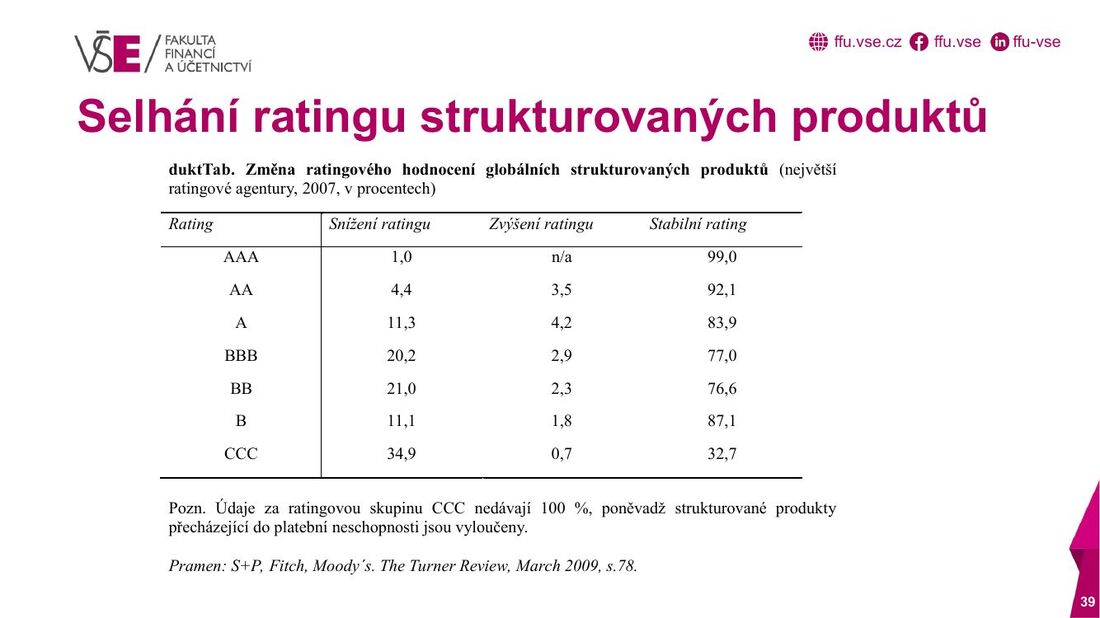 VŠE
FAKULTA
FINANCÍ
A ÚČETNICTVÍ
ffu.vse.cz ffu.vse ffu-vse
Selhání ratingu strukturovaných produktů
duktTab. Změna ratingového hodnocení globálních strukturovaných produktů (největší
ratingové agentury, 2007, v procentech)
Rating Snížení ratingu Zvýšení ratingu Stabilní rating
AAA 1,0 n/a 99,0
AA 4,4 3,5 92,1
A 11,3 4,2 83,9
BBB 20,2 2,9 77,0
BB 21,0 2,3 76,6
B 11,1 1,8 87,1
CCC 34,9 0,7 32,7
Pozn. Údaje za ratingovou skupinu CCC nedávají 100 %, poněvadž strukturované produkty
přecházející do platební neschopnosti jsou vyloučeny.
Pramen: S+P, Fitch, Moody´s. The Turner Review, March 2009, s.78.
39